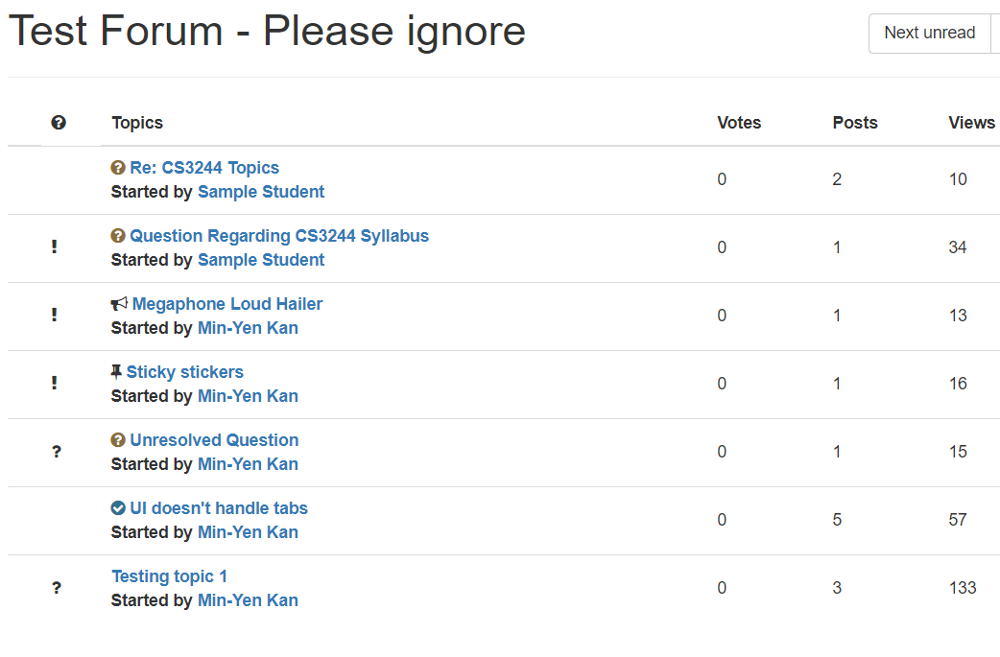 Test Forum - Please ignore
Next unread
Topics Votes Posts Views
Re: CS3244 Topics
Started by Sample Student
0 2 10
! Question Regarding CS3244 Syllabus
Started by Sample Student
0 1 34
! Megaphone Loud Hailer
Started by Min-Yen Kan
0 1 13
! Sticky stickers
Started by Min-Yen Kan
0 1 16
? Unresolved Question
Started by Min-Yen Kan
0 1 15
UI doesn't handle tabs
Started by Min-Yen Kan
0 5 57
? Testing topic 1
Started by Min-Yen Kan
0 3 133